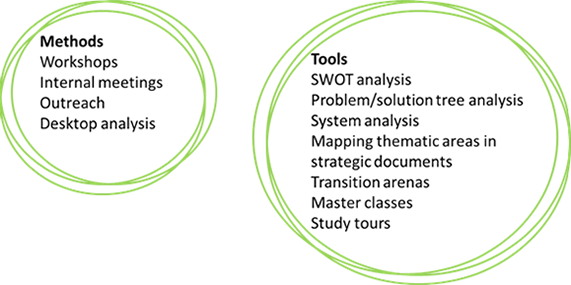 Methods
Workshops
Internal meetings
Outreach
Desktop analysis
Tools
SWOT analysis
Problem/solution tree analysis
System analysis
Mapping thematic areas in
strategic documents
Transition arenas
Master classes
Study tours